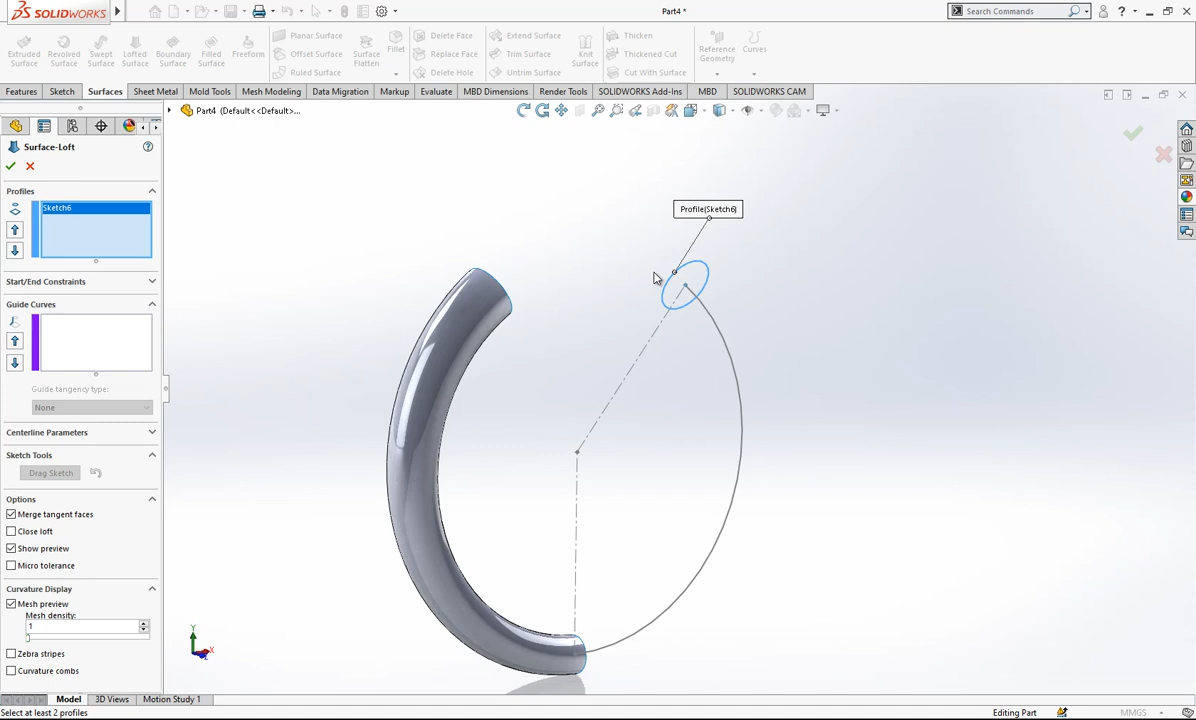 SOLIDWORKS
Part4 *
Search Commands
?
Extruded Surface
Revolved Surface
Swept Surface
Lofted Surface
Boundary Surface
Filled Surface
Freeform
Planar Surface
Offset Surface
Ruled Surface
Surface Flatten
Fillet
Delete Face
Replace Face
Delete Hole
Extend Surface
Trim Surface
Untrim Surface
Knit Surface
Thicken
Thickened Cut
Cut With Surface
Reference Geometry
Curves
Features
Sketch
Surfaces
Sheet Metal
Mold Tools
Mesh Modeling
Data Migration
Markup
Evaluate
MBD Dimensions
Render Tools
SOLIDWORKS Add-Ins
MBD
SOLIDWORKS CAM
Part4 (Default<<Default>...
Surface-Loft
?
Profiles
Sketch6
Start/End Constraints
Guide Curves
Guide tangency type:
None
Centerline Parameters
Sketch Tools
Drag Sketch
Options
Merge tangent faces
Close loft
Show preview
Micro tolerance
Curvature Display
Mesh preview
Mesh density:
1
Zebra stripes
Curvature combs
Profile(Sketch6)
Y
X
Z
Model
3D Views
Motion Study 1
Select at least 2 profiles
Editing Part
MMGS